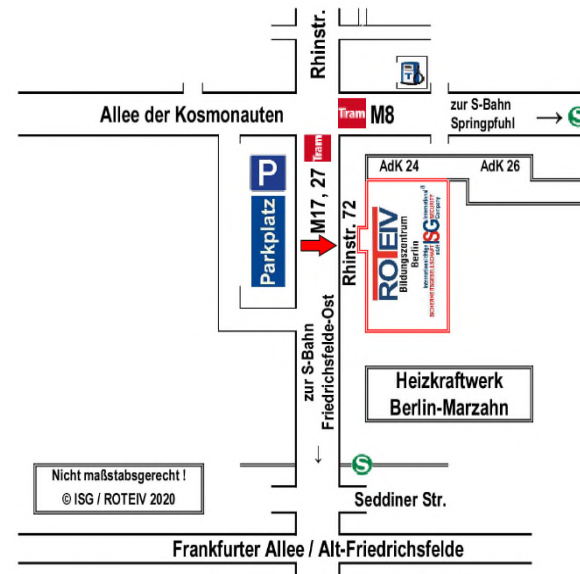 Rhinstr.
Allee der Kosmonauten
Tram M8
zur S-Bahn
Springpfuhl
→
S
Tram
M17, 27
P
Parkplatz
Rhinstr. 72
AdK 24
AdK 26
ROTEIV
Bildungszentrum
Berlin
ISG
zur S-Bahn
Friedrichsfelde-Ost
↓
Heizkraftwerk
Berlin-Marzahn
S
Nicht maßstabsgerecht !
© ISG / ROTEIV 2020
Seddiner Str.
Frankfurter Allee / Alt-Friedrichsfelde